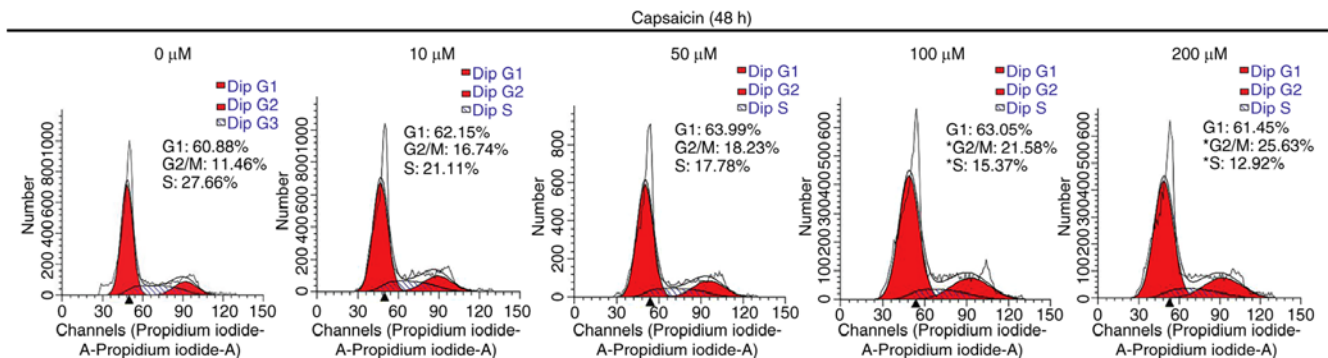 Capsaicin (48 h)
0 µM
10 µM
50 µM
100 µM
200 µM
Dip G1
Dip G2
Dip G3
G1: 60.88%
G2/M: 11.46%
S: 27.66%
Number
0 200 400 600 800 1000
0 30 60 90 120 150
Channels (Propidium iodide-
A-Propidium iodide-A)
Dip G1
Dip G2
Dip S
G1: 62.15%
G2/M: 16.74%
S: 21.11%
Number
0 200 400 600 800 1000
0 30 60 90 120 150
Channels (Propidium iodide-
A-Propidium iodide-A)
Dip G1
Dip G2
Dip S
G1: 63.99%
G2/M: 18.23%
S: 17.78%
Number
0 200 400 600 800
0 30 60 90 120 150
Channels (Propidium iodide-
A-Propidium iodide-A)
Dip G1
Dip G2
Dip S
G1: 63.05%
*G2/M: 21.58%
*S: 15.37%
Number
0 100 200 300 400 500 600
0 30 60 90 120 150
Channels (Propidium iodide-
A-Propidium iodide-A)
Dip G1
Dip G2
Dip S
G1: 61.45%
*G2/M: 25.63%
*S: 12.92%
Number
0 100 200 300 400 500 600
0 30 60 90 120 150
Channels (Propidium iodide-
A-Propidium iodide-A)